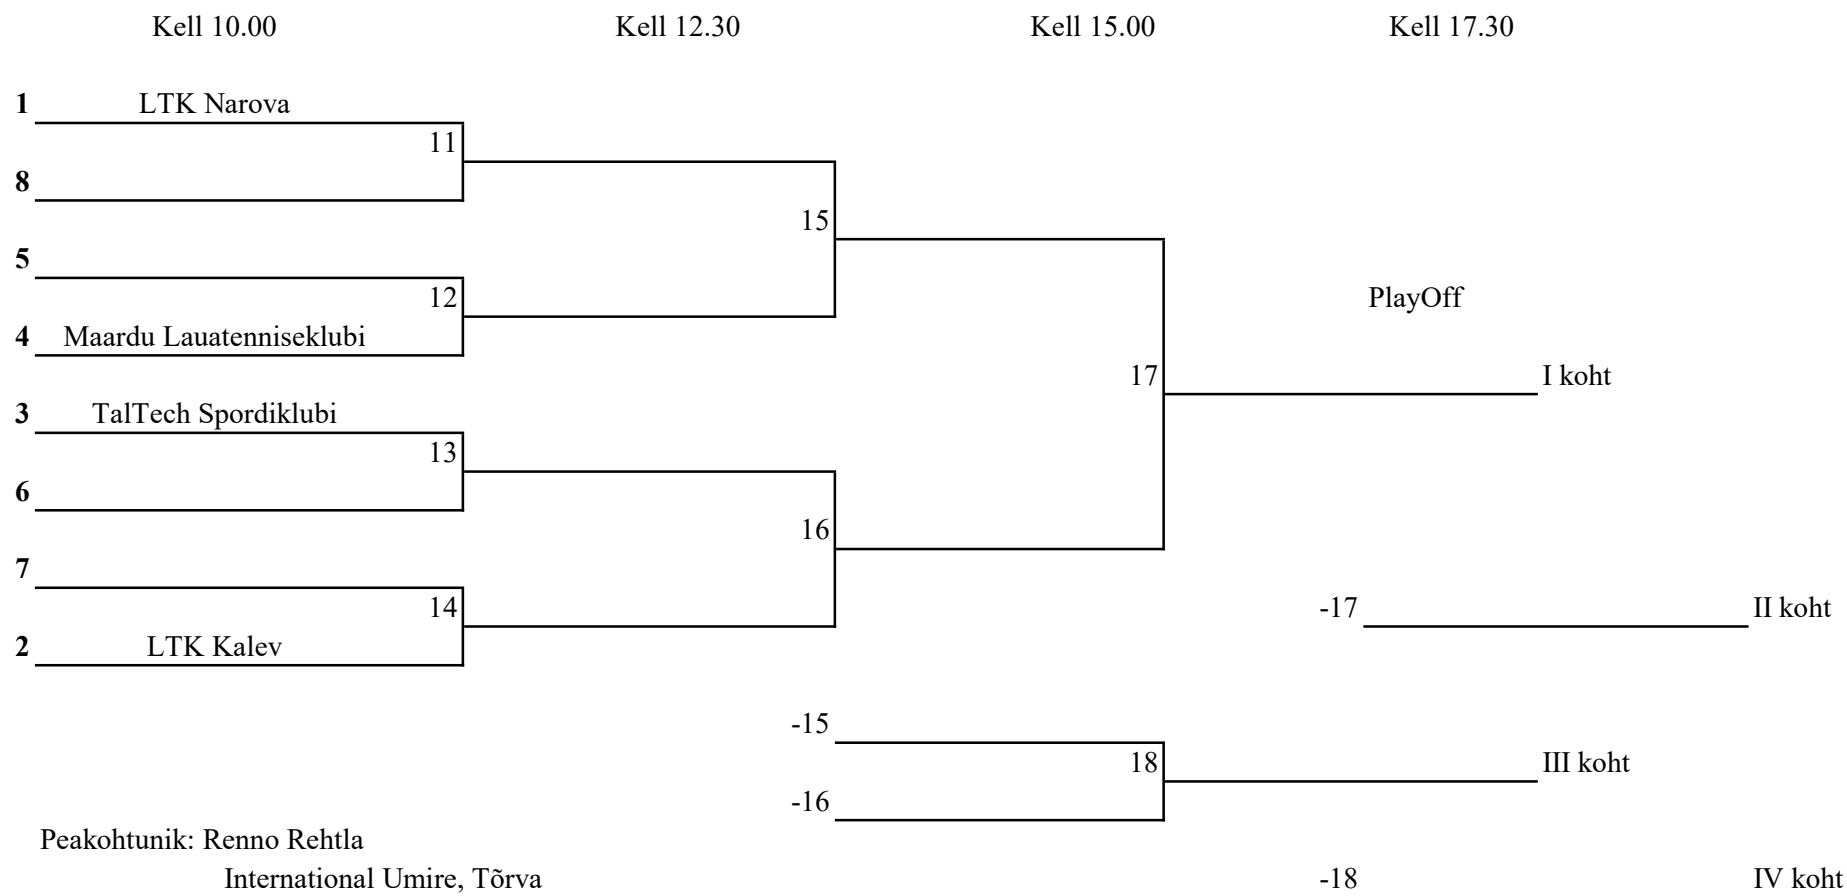 Kell 10.00 Kell 12.30 Kell 15.00 Kell 17.30
1 LTK Narova
11
8
15
5
12 PlayOff
4 Maardu Lauatenniseklubi
17 I koht
3 TalTech Spordiklubi
13
6
16
7
14 -17 II koht
2 LTK Kalev
-15
18 III koht
-16
Peakohtunik: Renno Rehtla
International Umire, Tõrva -18 IV koht